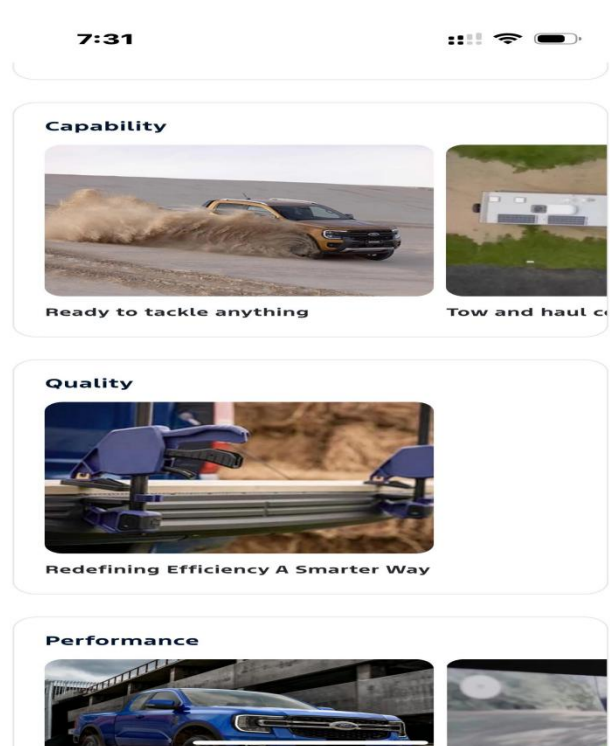 7:31
Capability
Ready to tackle anything
Tow and haul
Quality
Redefining Efficiency A Smarter Way
Performance